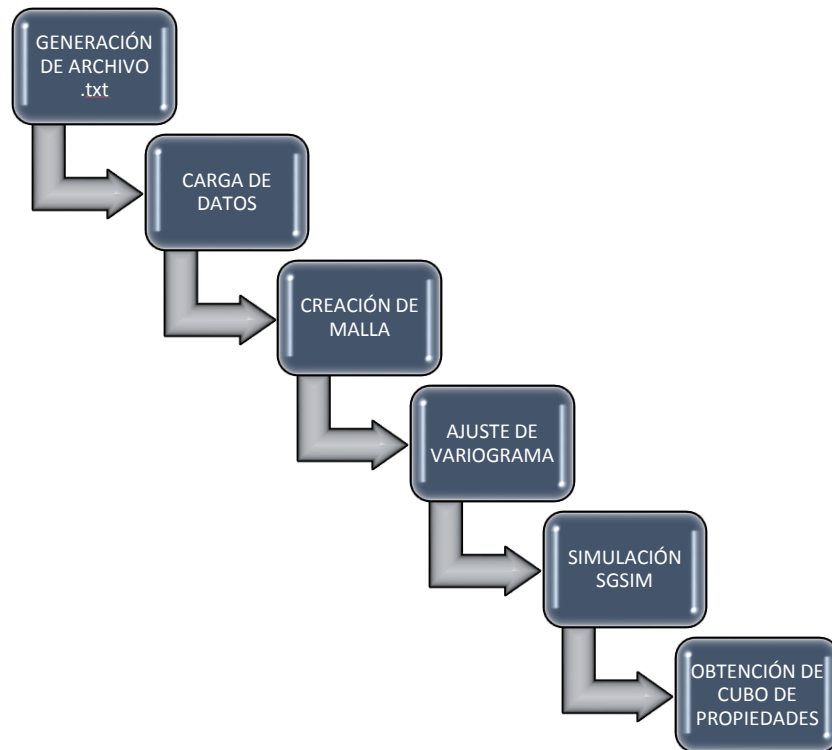 GENERACIÓN
DE ARCHIVO
.txt
CARGA DE
DATOS
CREACIÓN DE
MALLA
AJUSTE DE
VARIOGRAMA
SIMULACIÓN
SGSIM
OBTENCIÓN DE
CUBO DE
PROPIEDADES